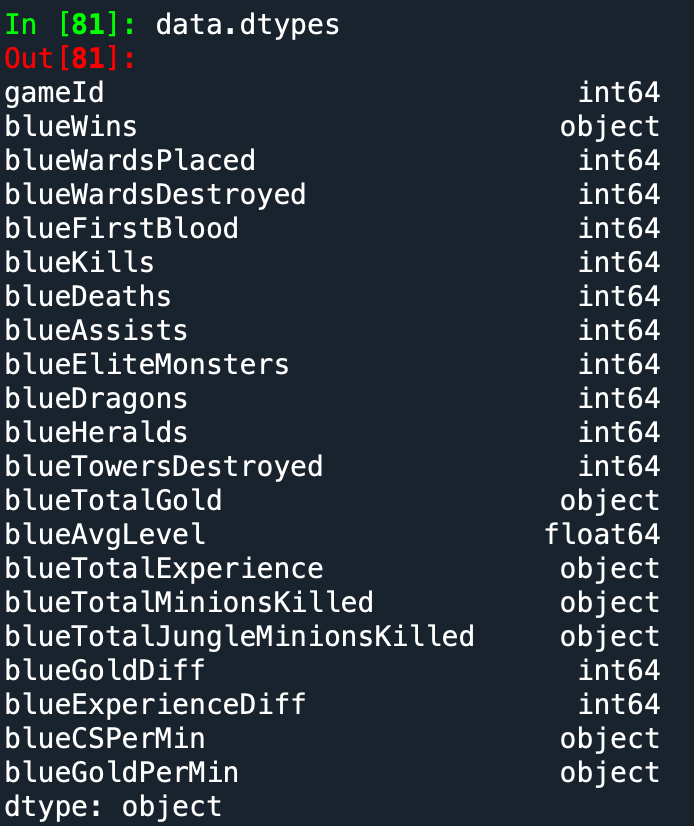 In [81]: data.dtypes
Out[81]:
gameId int64
blueWins object
blueWardsPlaced int64
blueWardsDestroyed int64
blueFirstBlood int64
blueKills int64
blueDeaths int64
blueAssists int64
blueEliteMonsters int64
blueDragons int64
blueHeralds int64
blueTowersDestroyed int64
blueTotalGold object
blueAvgLevel float64
blueTotalExperience object
blueTotalMinionsKilled object
blueTotalJungleMinionsKilled object
blueGoldDiff int64
blueExperienceDiff int64
blueCSPerMin object
blueGoldPerMin object
dtype: object